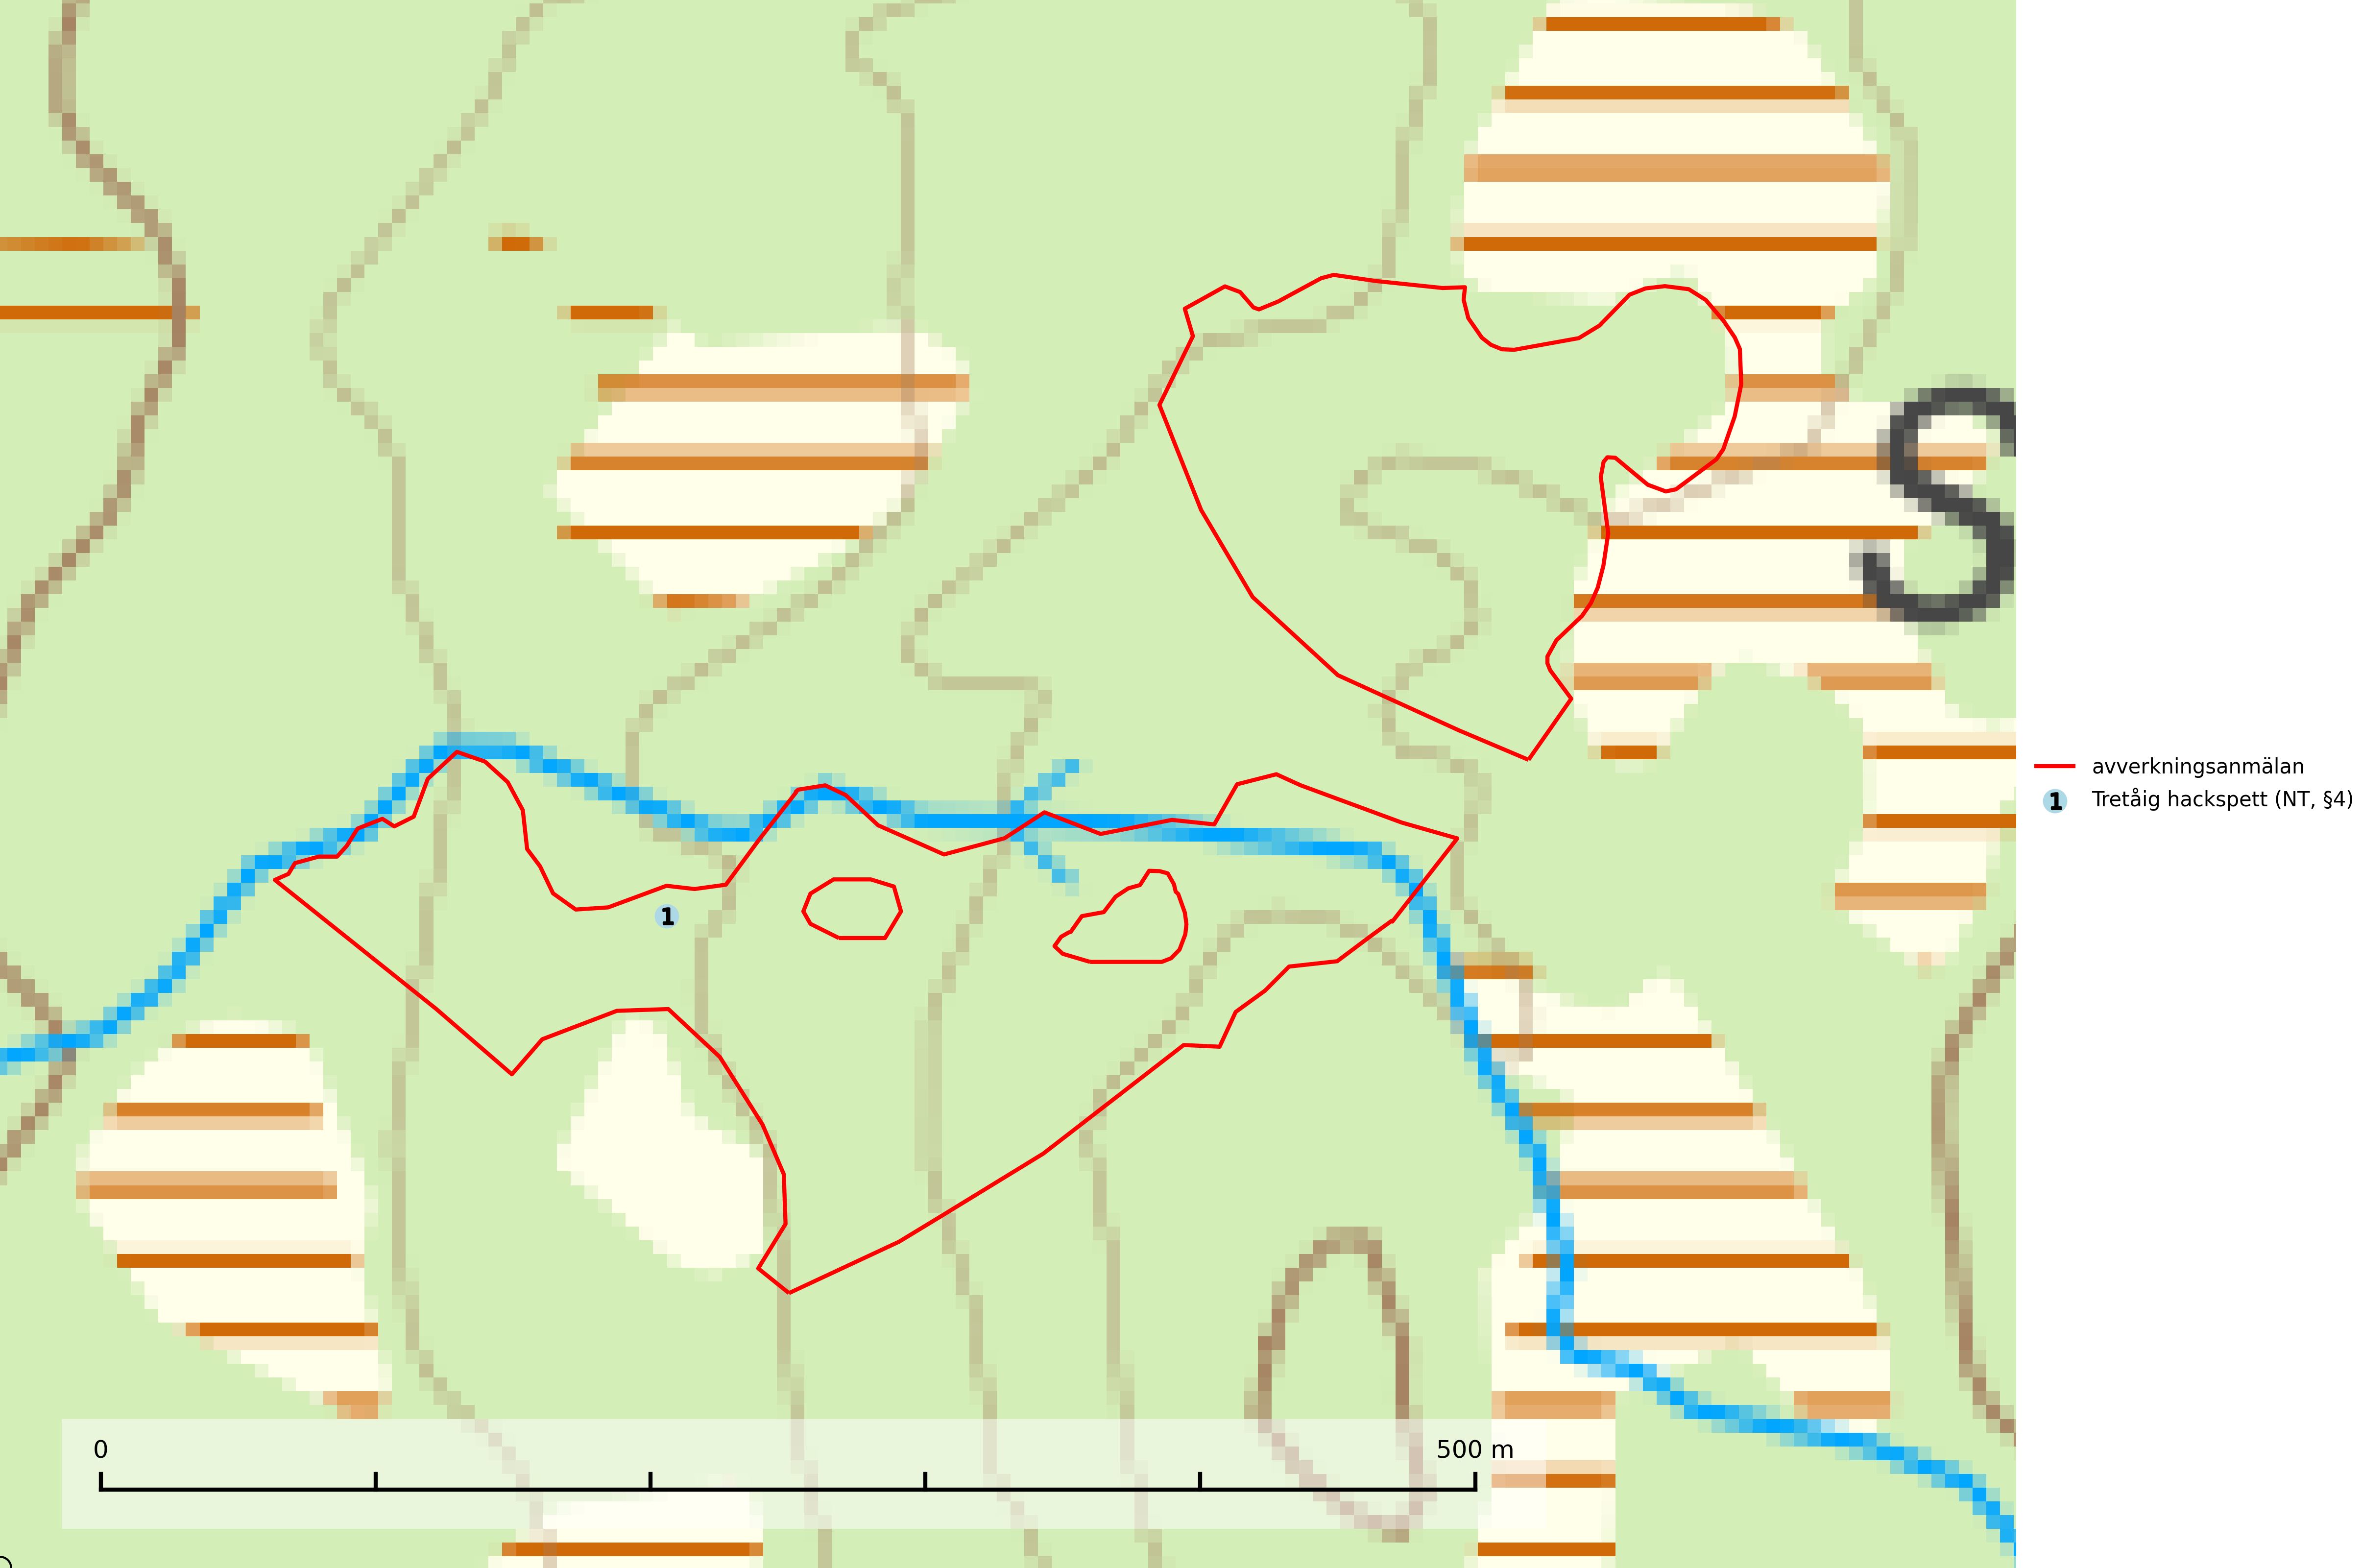 S
avverkningsanmälan
1 Tretåig hackspett (NT, §4)
1
0 500 m